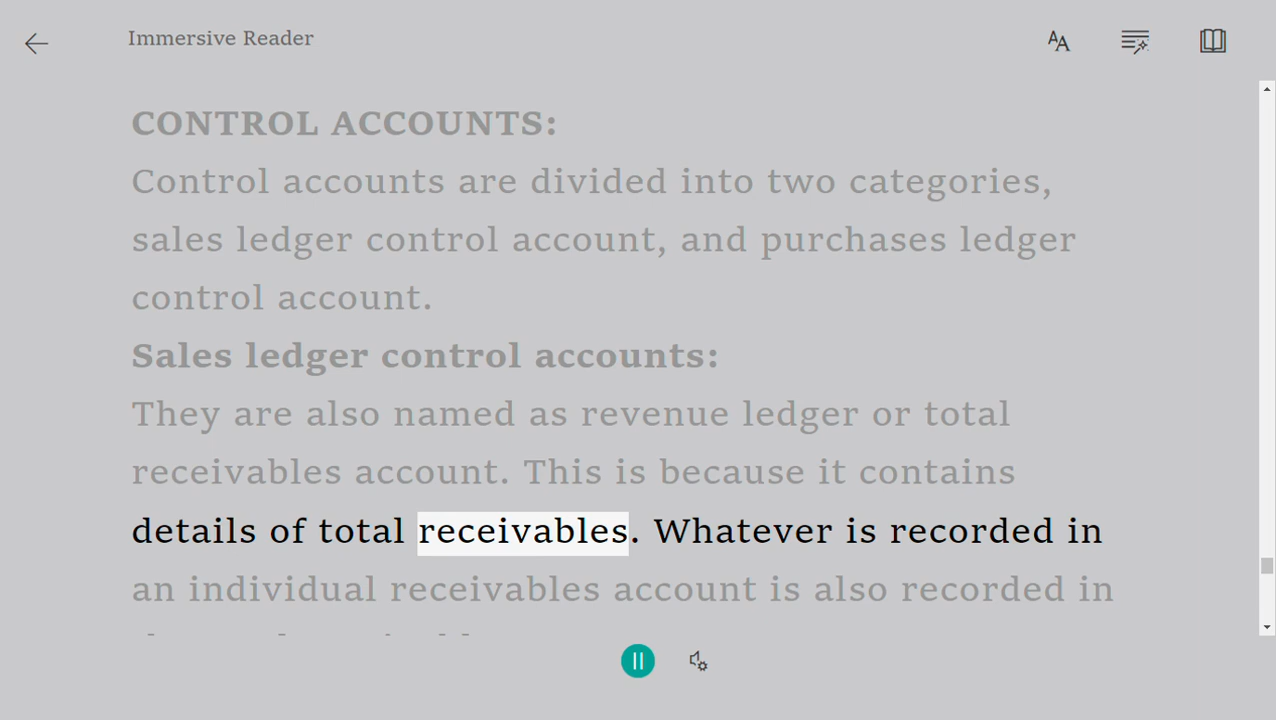 Immersive Reader
CONTROL ACCOUNTS:
Control accounts are divided into two categories,
sales ledger control account, and purchases ledger
control account.
Sales ledger control accounts:
They are also named as revenue ledger or total
receivables account. This is because it contains
details of total receivables. Whatever is recorded in
an individual receivables account is also recorded in